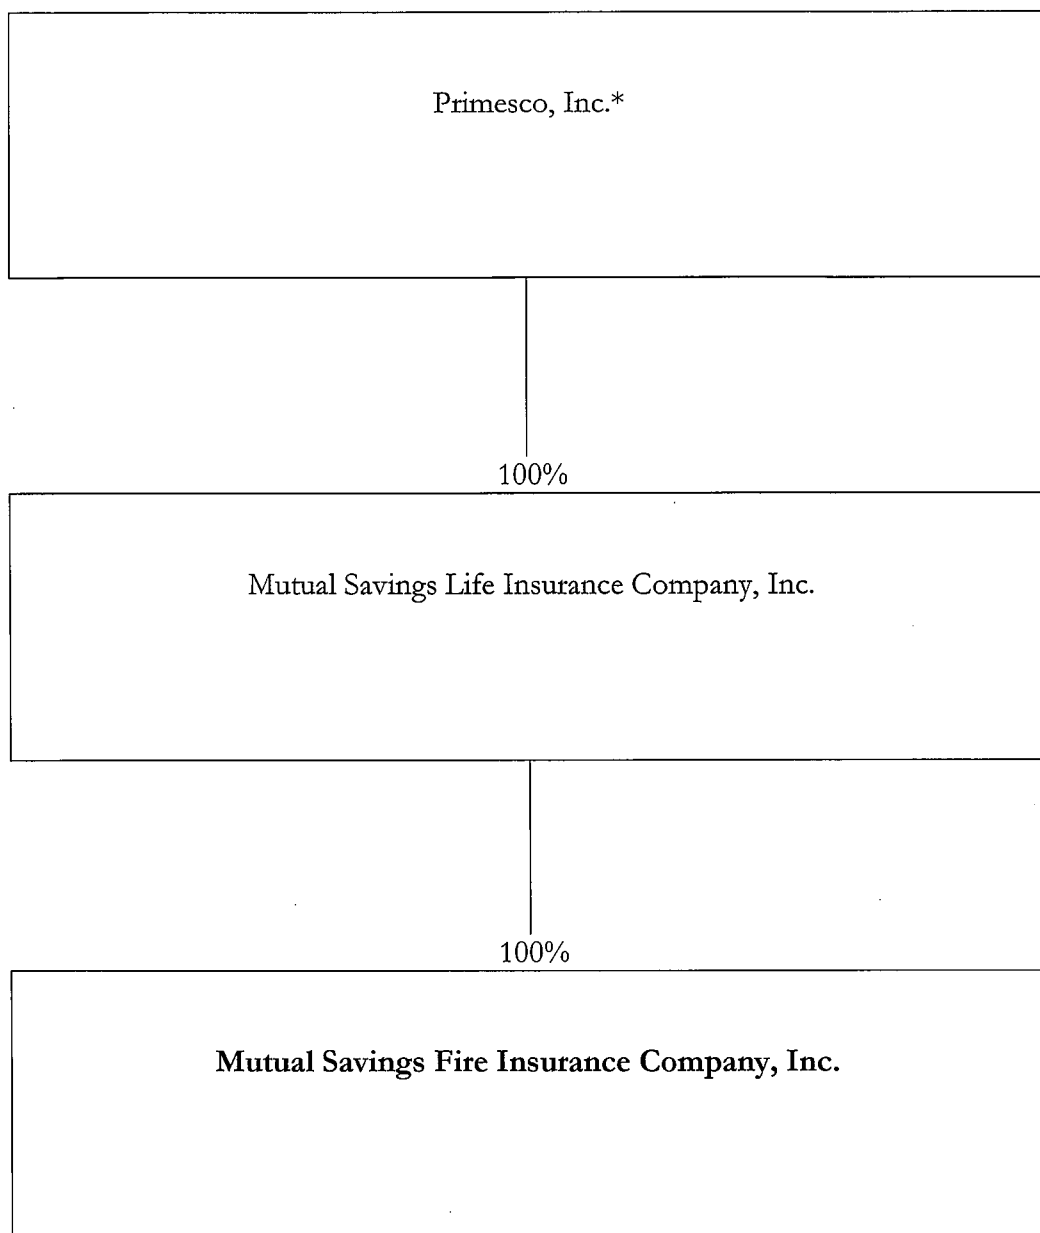 Primesco, Inc.*
100%
Mutual Savings Life Insurance Company, Inc.
100%
Mutual Savings Fire Insurance Company, Inc.